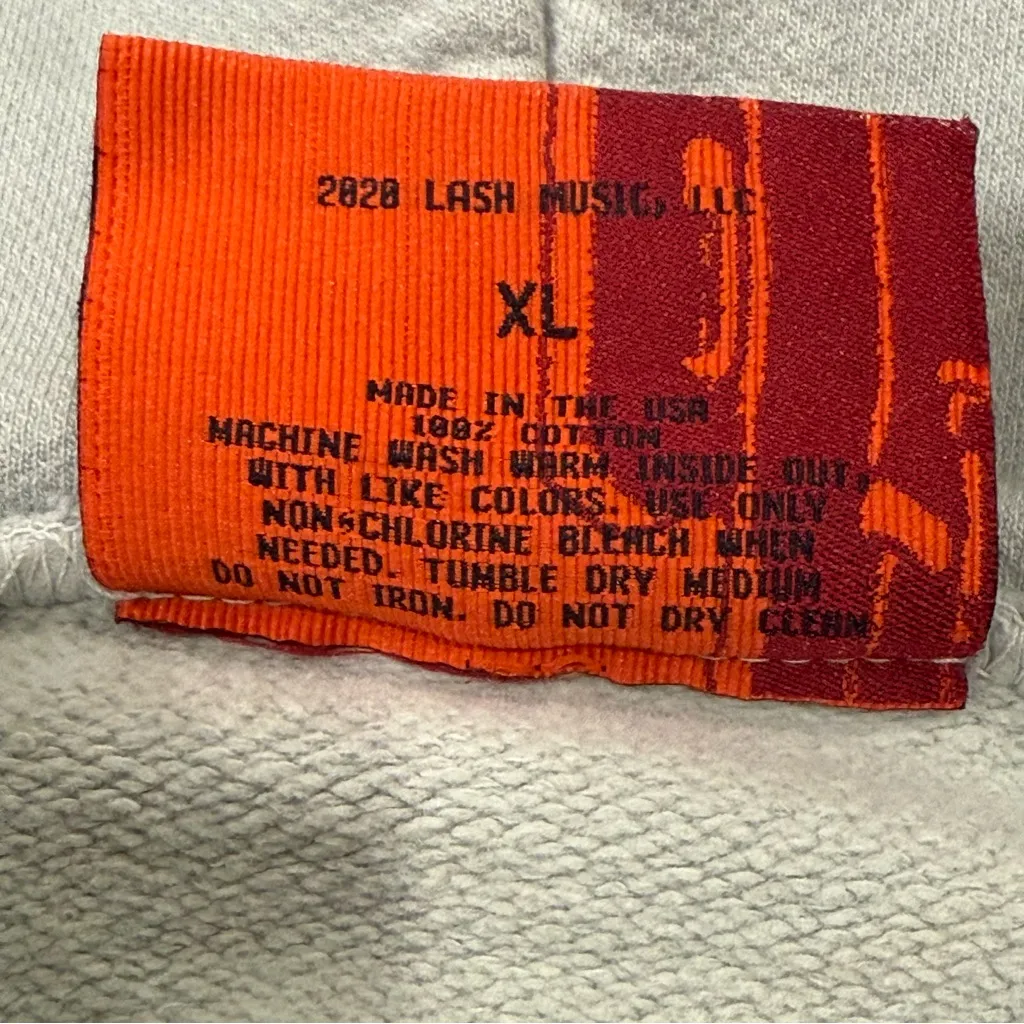 2020 LASH MUSIC, LLC
XL
MADE IN THE USA
100% COTTON
MACHINE WASH WARM INSIDE OUT,
WITH LIKE COLORS. USE ONLY
NON-CHLORINE BLEACH WHEN
NEEDED. TUMBLE DRY MEDIUM
DO NOT IRON. DO NOT DRY CLEAN